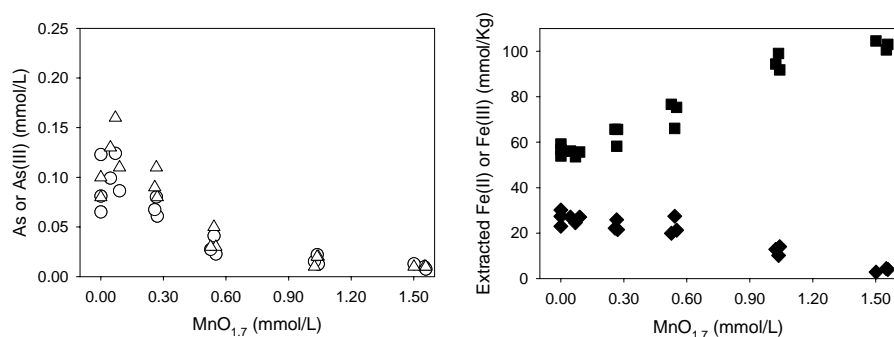 As or As(III) (mmol/L)
0.25
0.20
0.15
0.10
0.05
0.00
0.00 0.30 0.60 0.90 1.20 1.50
MnO1.7 (mmol/L)
Extracted Fe(II) or Fe(III) (mmol/Kg)
100
80
60
40
20
0
0.00 0.30 0.60 0.90 1.20 1.50
MnO1.7 (mmol/L)